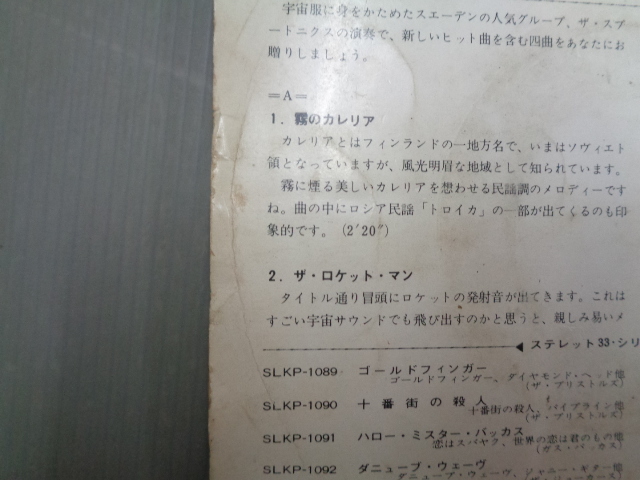 宇宙服に身をかためたスエーデンの人気グループ、ザ・スプ
ートニクスの演奏で、新しいヒット曲を含む四曲をあなたにお
贈りしましょう。
=A=
1. 霧のカレリア
カレリアとはフィンランドの一地方名で、いまはソヴィエト
領となっていますが、風光明眉な地域として知られています。
霧に煙る美しいカレリアを想わせる民謡調のメロディーです
ね。曲の中にロシア民謡「トロイカ」の一部が出てくるのも印
象的です。(2′20″)
2. ザ・ロケット・マン
タイトル通り冒頭にロケットの発射音が出てきます。これは
すごい宇宙サウンドでも飛び出すのかと思うと、親しみ易いメ
◀ ステレット33・シリ
SLKP-1089 ゴールドフィンガー
ゴールドフィンガー、ダイヤモンド・ヘッド他
(ザ・ブリストルズ)
SLKP-1090 十番街の殺人
十番街の殺人、パイプライン他
(ザ・ブリストルズ)
SLKP-1091 ハロー・ミスター・バッカス
恋はスバヤク、世界の恋は君のもの他
(ガス・バッカス)
SLKP-1092 ダニューブ・ウェーヴ
ダニューブ・ウェーヴ、ジャニー・ギター他